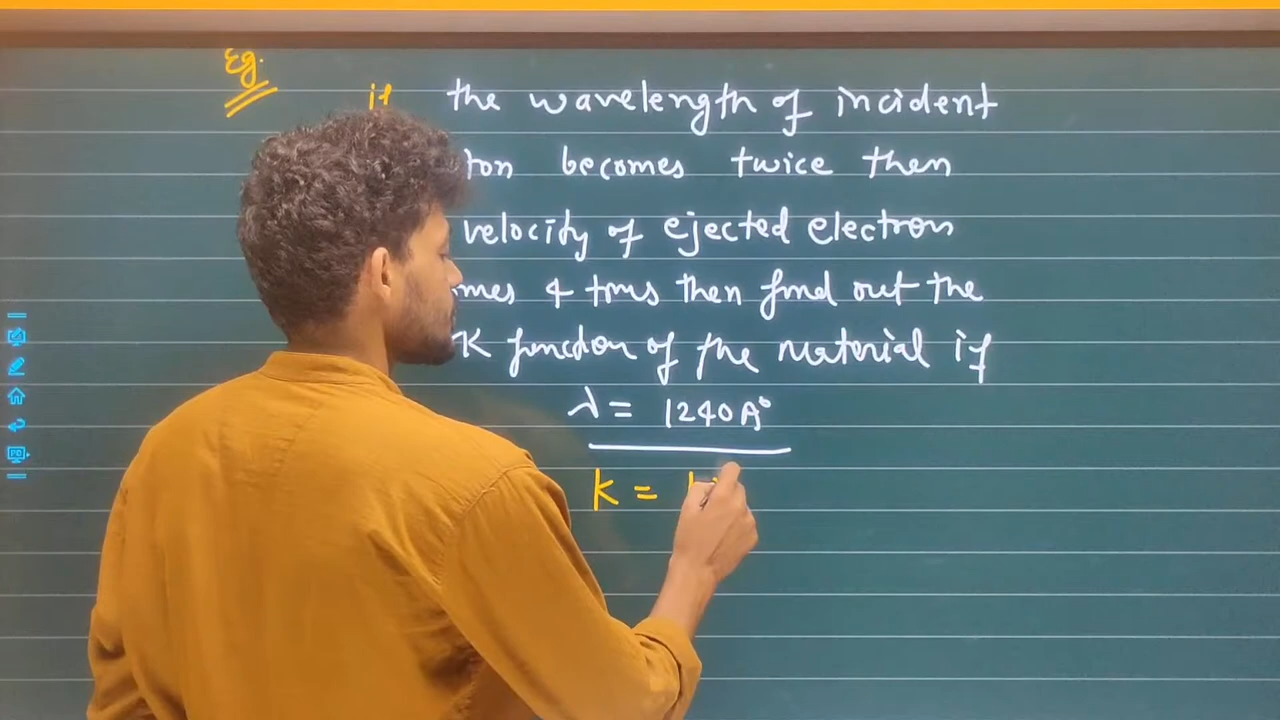 Eg.
if the wavelength of incident
ton becomes twice then
velocity of ejected electron
mes 4 tms then find out the
K function of the material if
λ = 1240 A°
K = h